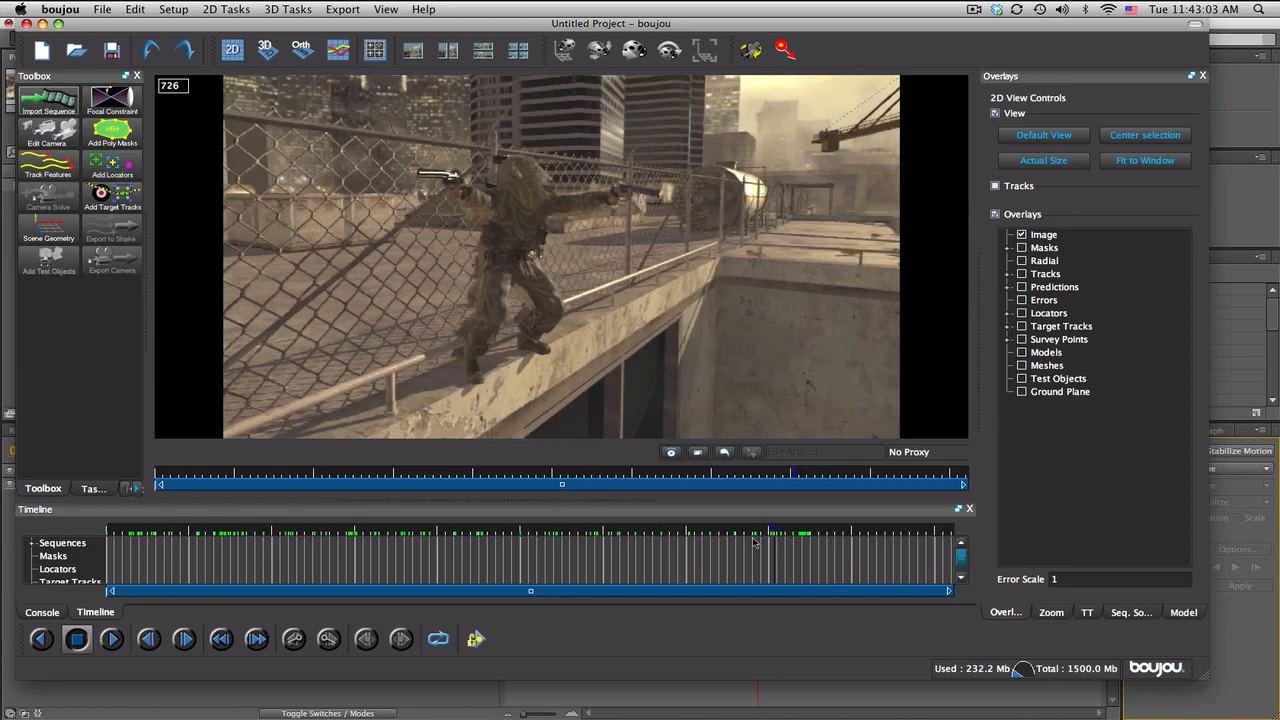 boujou File Edit Setup 2D Tasks 3D Tasks Export View Window Help Tue 11:43:03 AM
Untitled Project - boujou
2D 3D Orth
Toolbox
Import Sequence Focal Constraint
Edit Camera Add Poly Masks
Track Features Add Locators
Camera Solve Add Target Tracks
Scene Geometry Export to Shake
Add Test Objects Export Camera
726
Overlays
2D View Controls
View
Default View Center selection
Actual Size Fit to Window
Tracks
Overlays
Image
Masks
Radial
Tracks
Predictions
Errors
Locators
Target Tracks
Survey Points
Models
Meshes
Test Objects
Ground Plane
Error Scale 1
Overl... Zoom TT Seq. So... Model
Edit Artifact No Proxy
Toolbox Tas...
Timeline
Sequences
Masks
Locators
Target Tracks
Console Timeline
Used : 232.2 Mb Total : 1500.0 Mb boujou
Stabilize Motion
Scale
Options...
Apply
Toggle Switches / Modes